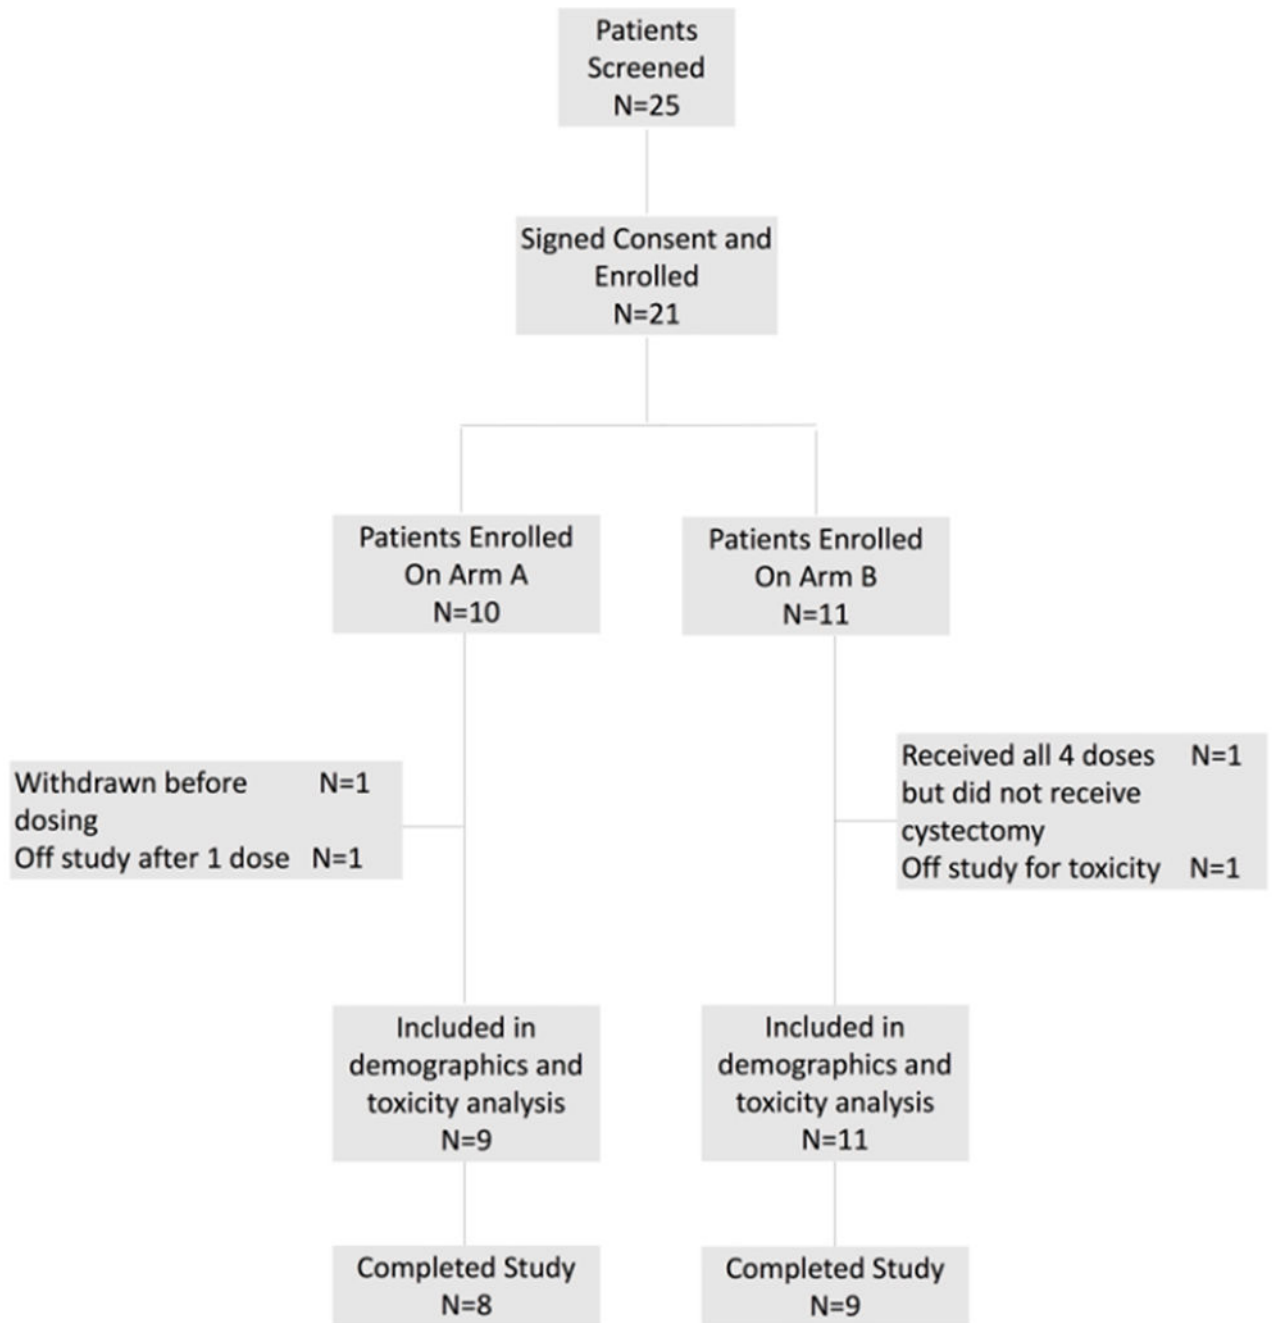 Patients
Screened
N=25
Signed Consent and
Enrolled
N=21
Patients Enrolled
On Arm A
N=10
Patients Enrolled
On Arm B
N=11
Withdrawn before N=1
dosing
Off study after 1 dose N=1
Received all 4 doses N=1
but did not receive
cystectomy
Off study for toxicity N=1
Included in
demographics and
toxicity analysis
N=9
Included in
demographics and
toxicity analysis
N=11
Completed Study
N=8
Completed Study
N=9